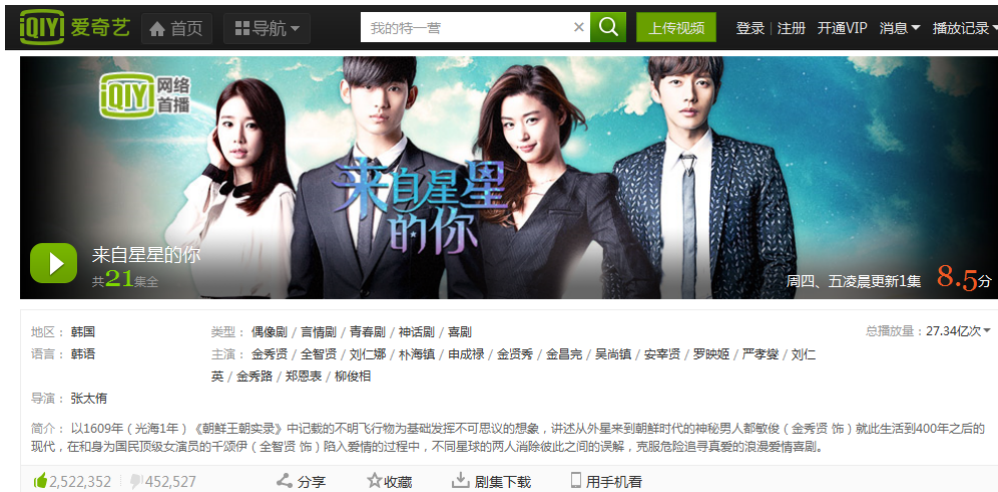 iQIYI 爱奇艺 首页 导航 我的特一营 上传视频 登录 | 注册 开通VIP 消息 播放记录
iQIYI 网络首播
来自星星的你
来自星星的你
共21集全
周四、五凌晨更新1集 8.5分
地区： 韩国 类型： 偶像剧 / 言情剧 / 青春剧 / 神话剧 / 喜剧 总播放量：27.34亿次
语言： 韩语 主演： 金秀贤 / 全智贤 / 刘仁娜 / 朴海镇 / 申成禄 / 金贤秀 / 金昌完 / 吴尚镇 / 安宰贤 / 罗映姬 / 严孝燮 / 刘仁
英 / 金秀路 / 郑恩表 / 柳俊相
导演： 张太侑
简介： 以1609年（光海1年）《朝鲜王朝实录》中记载的不明飞行物为基础发挥不可思议的想象，讲述从外星来到朝鲜时代的神秘男人都敏俊（金秀贤 饰）就此生活到400年之后的
现代，在和身为国民顶级女演员的千颂伊（全智贤 饰）陷入爱情的过程中，不同星球的两人消除彼此之间的误解，克服危险追寻真爱的浪漫爱情喜剧。
2,522,352 | 452,527 分享 收藏 剧集下载 用手机看